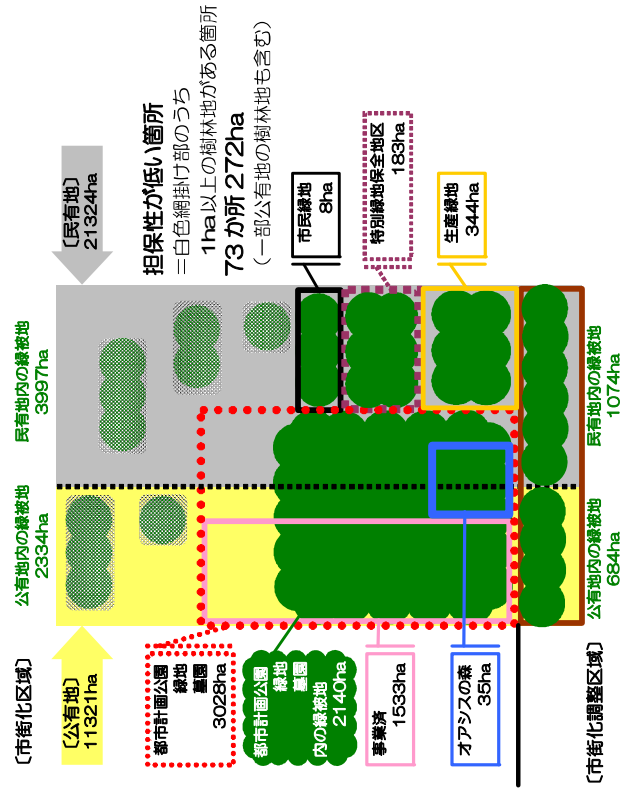 〔市街化区域〕
公有地内の緑被地
2334ha
民有地内の緑被地
3997ha
〔公有地〕
11321ha
〔民有地〕
21324ha
担保性が低い箇所
＝白色網掛け部のうち
1ha以上の樹林地がある箇所
73か所 272ha
（一部公有地の樹林地も含む）
都市計画公園
緑地
墓園
3028ha
都市計画公園
緑地
墓園
内の緑被地
2140ha
事業済
1533ha
オアシスの森
35ha
市民緑地
8ha
特別緑地保全地区
183ha
生産緑地
344ha
〔市街化調整区域〕
公有地内の緑被地
684ha
民有地内の緑被地
1074ha